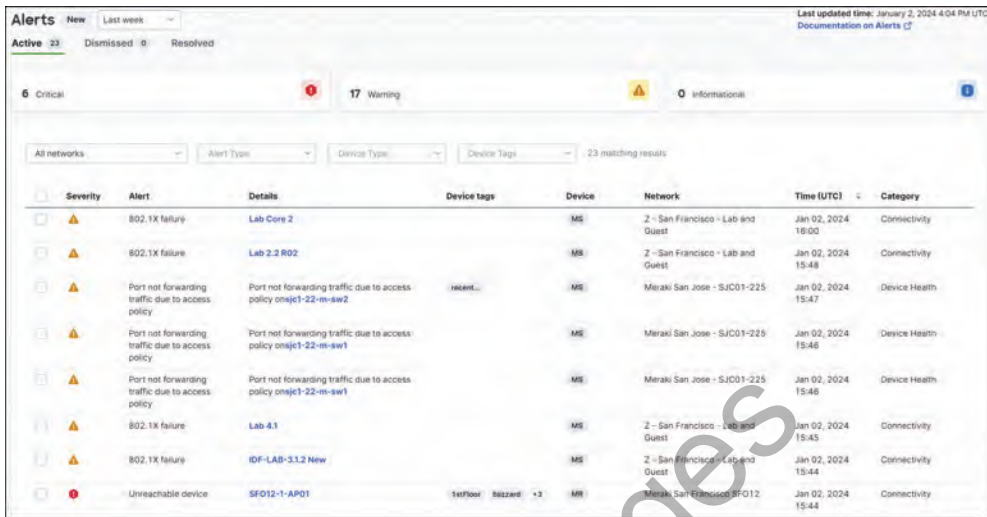 Alerts New Last week
Last updated time: January 2, 2024 4:04 PM UTC
Documentation on Alerts
Active 23 Dismissed 0 Resolved
6 Critical 17 Warning 0 Informational
All networks Alert Type Device Type Device Tags 23 matching results
Severity Alert Details Device tags Device Network Time (UTC) Category
802.1X failure Lab Core 2 MS Z - San Francisco - Lab and Jan 02, 2024 Connectivity
Guest 16:00
802.1X failure Lab 2.2 R02 MS Z - San Francisco - Lab and Jan 02, 2024 Connectivity
Guest 15:48
Port not forwarding Port not forwarding traffic due to access recent... MS Meraki San Jose - SJC01-225 Jan 02, 2024 Device Health
traffic due to access policy onsjc1-22-m-sw2 15:47
policy
Port not forwarding Port not forwarding traffic due to access MS Meraki San Jose - SJC01-225 Jan 02, 2024 Device Health
traffic due to access policy onsjc1-22-m-sw1 15:46
policy
Port not forwarding Port not forwarding traffic due to access MS Meraki San Jose - SJC01-225 Jan 02, 2024 Device Health
traffic due to access policy onsjc1-22-m-sw1 15:46
policy
802.1X failure Lab 4.1 MS Z - San Francisco - Lab and Jan 02, 2024 Connectivity
Guest 15:45
802.1X failure IDF-LAB-3.1.2 New MS Z - San Francisco - Lab and Jan 02, 2024 Connectivity
Guest 15:44
Unreachable device SFO12-1-AP01 1stFloor bizzard +3 MR Meraki San Francisco SFO12 Jan 02, 2024 Connectivity
15:44